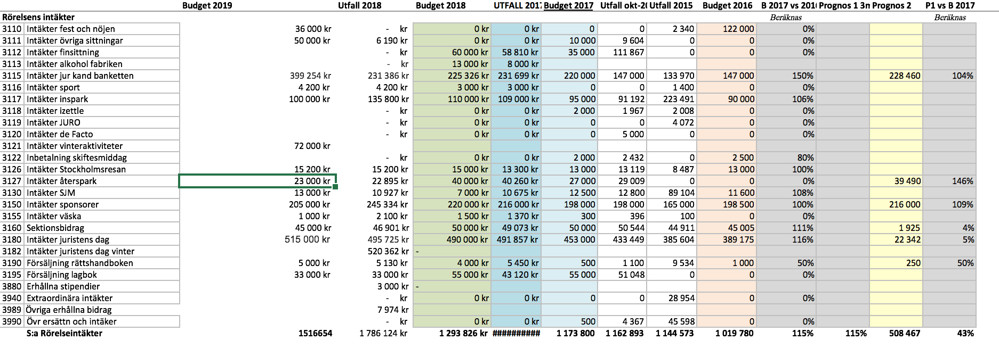 Budget 2019 Utfall 2018 Budget 2018 UTFALL 2017 Budget 2017 Utfall okt-20 Utfall 2015 Budget 2016 B 2017 vs 201 Prognos 1 3n Prognos 2 P1 vs B 2017
Rörelsens intäkter Beräknas Beräknas
3110 Intäkter fest och nöjen 36 000 kr - kr 0 kr 0 kr 0 0 2 340 122 000 0%
3111 Intäkter övriga sittningar 50 000 kr 6 190 kr 0 kr 0 kr 10 000 9 604 0 0 0%
3112 Intäkter finsittning - kr 60 000 kr 58 810 kr 35 000 111 867 0 0 0%
3113 Intäkter alkohol fabriken - kr 13 000 kr 8 000 kr
3115 Intäkter jur kand banketten 399 254 kr 231 386 kr 225 326 kr 231 699 kr 220 000 147 000 133 970 147 000 150% 228 460 104%
3116 Intäkter sport 4 200 kr 4 200 kr 3 000 kr 3 000 kr 0 0 1 400 0 0%
3117 Intäkter inspark 100 000 kr 135 800 kr 110 000 kr 109 000 kr 95 000 91 192 223 491 90 000 106%
3118 Intäkter izettle - kr 0 kr 0 kr 2 000 1 967 2 008 0 0%
3119 Intäkter JURO - kr 0 kr 0 kr 0 0 4 072 0 0%
3120 Intäkter de Facto - kr 0 kr 0 kr 0 5 000 0 0 0%
3121 Intäkter vinteraktiviteter 72 000 kr
3122 Inbetalning skiftesmiddag - kr 0 kr 0 kr 2 000 2 432 0 2 500 80%
3126 Intäkter Stockholmsresan 15 200 kr 15 200 kr 15 000 kr 13 300 kr 13 000 13 119 8 487 13 000 100%
3127 Intäkter återspark 23 000 kr 22 895 kr 40 000 kr 40 260 kr 27 000 29 009 0 0 0% 39 490 146%
3130 Intäkter SJM 13 000 kr 10 927 kr 7 000 kr 10 675 kr 12 500 12 800 89 104 11 600 108%
3150 Intäkter sponsorer 205 000 kr 245 334 kr 220 000 kr 216 000 kr 198 000 198 000 165 000 198 500 100% 216 000 109%
3155 Intäkter väska 1 000 kr 2 100 kr 1 500 kr 1 370 kr 300 396 100 0 0%
3160 Sektionsbidrag 45 000 kr 46 901 kr 50 000 kr 49 073 kr 50 000 50 544 44 911 45 005 111% 1 925 4%
3180 Intäkter juristens dag 515 000 kr 495 725 kr 490 000 kr 491 857 kr 453 000 433 449 385 604 389 175 116% 22 342 5%
3182 Intäkter juristens dag vinter 520 362 kr -
3190 Försäljning rättshandboken 5 000 kr 5 130 kr 4 000 kr 5 450 kr 500 1 100 9 534 1 000 50% 250 50%
3195 Försäljning lagbok 33 000 kr 33 000 kr 55 000 kr 43 120 kr 55 000 51 048 0 0 0%
3880 Erhållna stipendier 3 000 kr -
3940 Extraordinära intäkter - kr 0 kr 0 kr 0 0 28 954 0 0%
3989 Övriga erhållna bidrag 7 974 kr
3990 Övr ersättn och intäker - kr 0 kr 0 kr 500 4 367 45 598 0 0%
S:a Rörelseintäkter 1516654 1 786 124 kr 1 293 826 kr ########## 1 173 800 1 162 893 1 144 573 1 019 780 115% 115% 508 467 43%